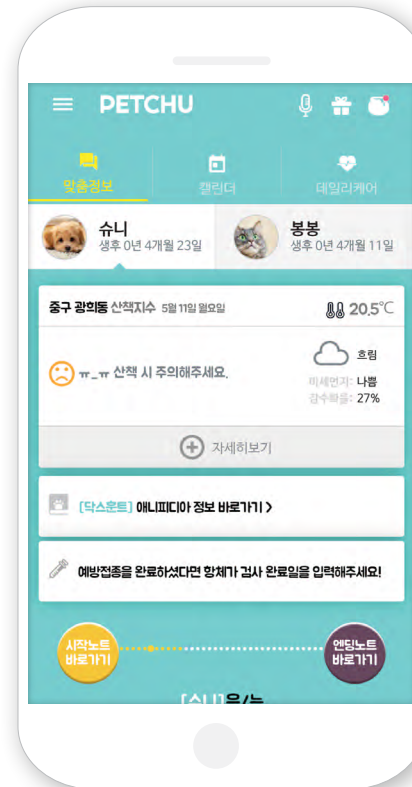 PETCHU
맞춤정보
캘린더
데일리케어
슈니
생후 0년 4개월 23일
봉봉
생후 0년 4개월 11일
중구 광희동 산책지수 5월 11일 월요일
20.5°C
ㅠ_ㅠ 산책 시 주의해주세요.
흐림
미세먼지: 나쁨
강수확률: 27%
자세히보기
[닥스훈트] 애니피디아 정보 바로가기 >
예방접종을 완료하셨다면 항체가 검사 완료일을 입력해주세요!
시작노트
바로가기
엔딩노트
바로가기